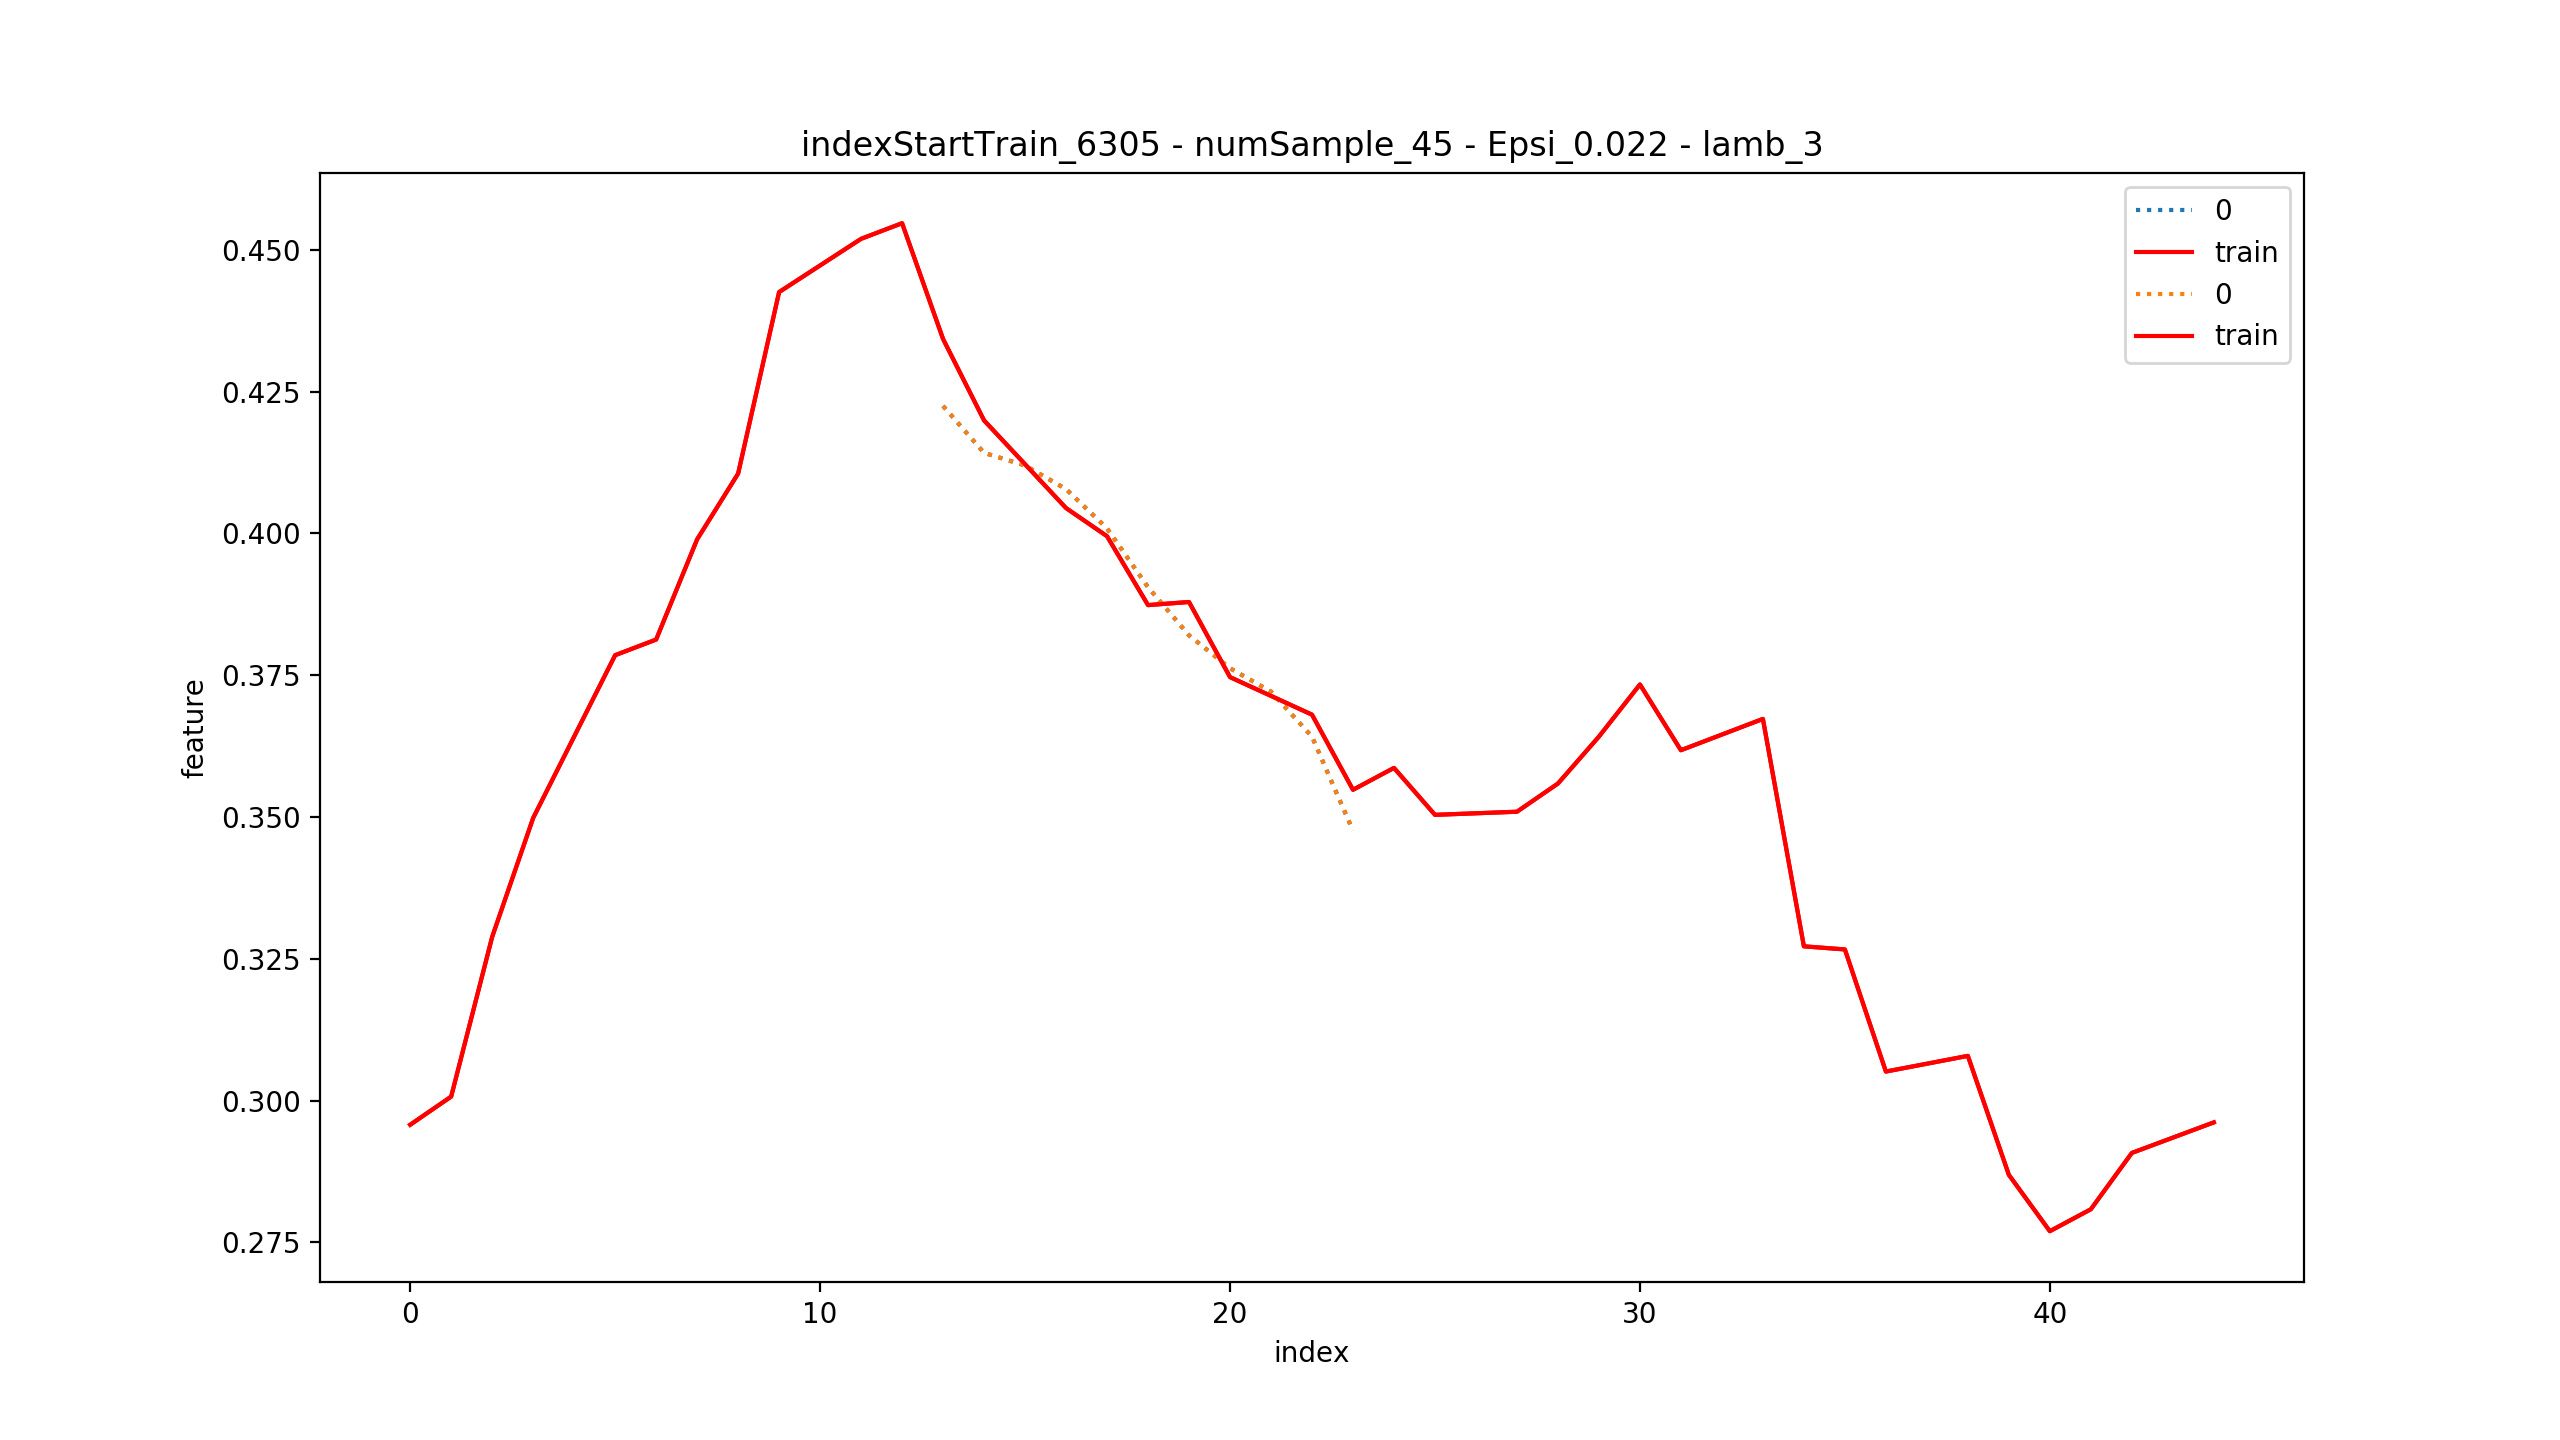 indexStartTrain_6305 - numSample_45 - Epsi_0.022 - lamb_3
0
train
0
train
0.450
0.425
0.400
0.375
0.350
0.325
0.300
0.275
feature
0 10 20 30 40
index